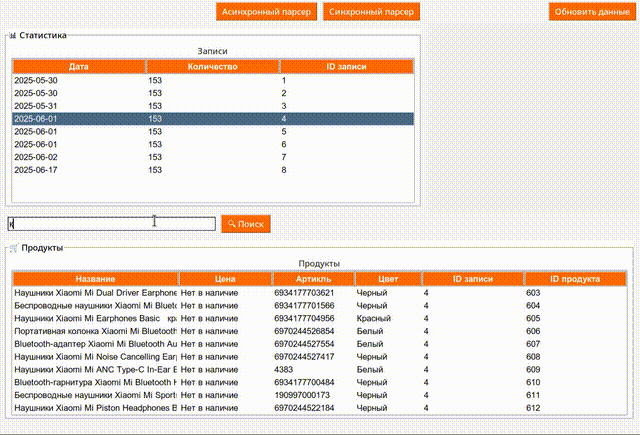 Асинхронный парсер Синхронный парсер Обновить данные
Статистика
Записи
Дата Количество ID записи
2025-05-30 153 1
2025-05-30 153 2
2025-05-31 153 3
2025-06-01 153 4
2025-06-01 153 5
2025-06-01 153 6
2025-06-02 153 7
2025-06-17 153 8
Поиск
Продукты
Продукты
Название Цена Артикль Цвет ID записи ID продукта
Наушники Xiaomi Mi Dual Driver Earphone Нет в наличие 6934177703621 Черный 4 603
Беспроводные наушники Xiaomi Mi Blueto Нет в наличие 6934177701566 Черный 4 604
Наушники Xiaomi Mi Earphones Basic кра Нет в наличие 6934177704956 Красный 4 605
Портативная колонка Xiaomi Mi Bluetooth Нет в наличие 6970244526854 Белый 4 606
Bluetooth-адаптер Xiaomi Mi Bluetooth Au Нет в наличие 6970244527554 Белый 4 607
Наушники Xiaomi Mi Noise Cancelling Earp Нет в наличие 6970244527417 Черный 4 608
Наушники Xiaomi Mi ANC Type-C In-Ear E Нет в наличие 4383 Белый 4 609
Bluetooth-гарнитура Xiaomi Mi Bluetooth H Нет в наличие 6934177700484 Черный 4 610
Беспроводные наушники Xiaomi Mi Sport Нет в наличие 190997000173 Черный 4 611
Наушники Xiaomi Mi Piston Headphones B Нет в наличие 6970244522184 Черный 4 612